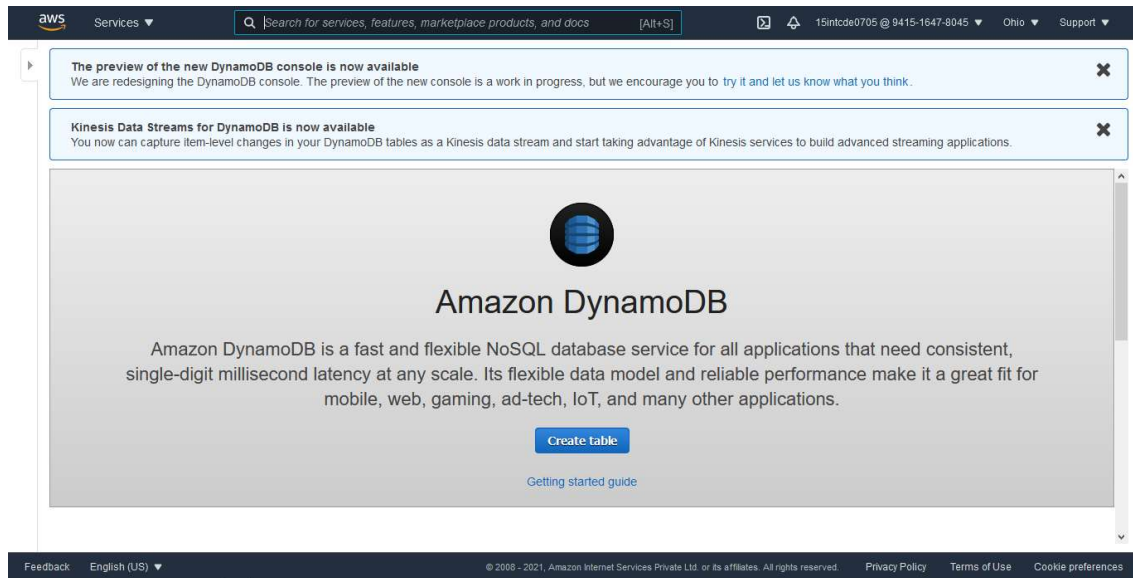 aws Services ▼ Search for services, features, marketplace products, and docs [Alt+S] 15intcde0705 @ 9415-1647-8045 ▼ Ohio ▼ Support ▼
The preview of the new DynamoDB console is now available
We are redesigning the DynamoDB console. The preview of the new console is a work in progress, but we encourage you to try it and let us know what you think.
Kinesis Data Streams for DynamoDB is now available
You now can capture item-level changes in your DynamoDB tables as a Kinesis data stream and start taking advantage of Kinesis services to build advanced streaming applications.
Amazon DynamoDB
Amazon DynamoDB is a fast and flexible NoSQL database service for all applications that need consistent,
single-digit millisecond latency at any scale. Its flexible data model and reliable performance make it a great fit for
mobile, web, gaming, ad-tech, IoT, and many other applications.
Create table
Getting started guide
Feedback English (US) ▼ © 2008 - 2021, Amazon Internet Services Private Ltd. or its affiliates. All rights reserved. Privacy Policy Terms of Use Cookie preferences